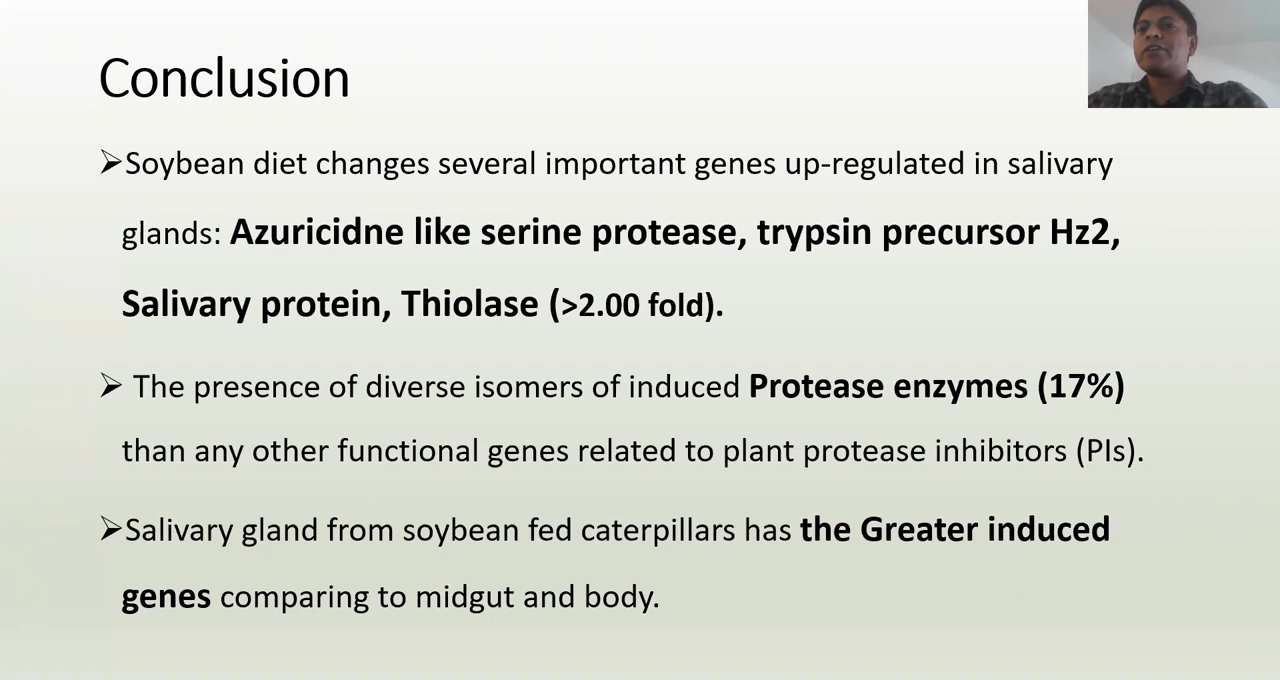 Conclusion
➢Soybean diet changes several important genes up-regulated in salivary
glands: Azuricidne like serine protease, trypsin precursor Hz2,
Salivary protein, Thiolase (>2.00 fold).
➢ The presence of diverse isomers of induced Protease enzymes (17%)
than any other functional genes related to plant protease inhibitors (PIs).
➢Salivary gland from soybean fed caterpillars has the Greater induced
genes comparing to midgut and body.